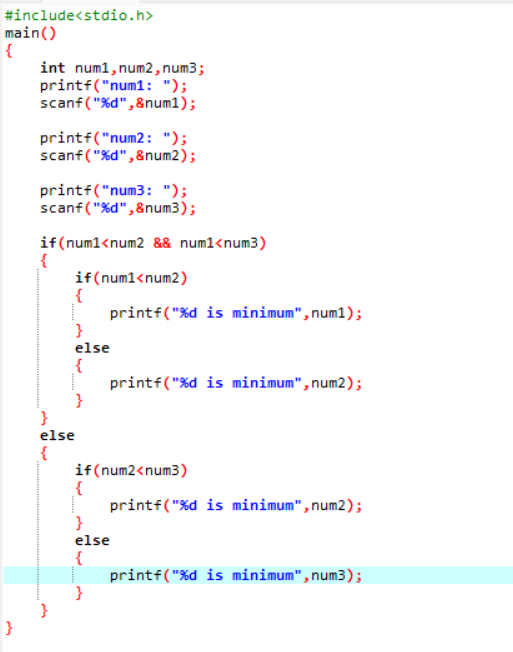 #include<stdio.h>
main()
{
    int num1,num2,num3;
    printf("num1: ");
    scanf("%d",&num1);

    printf("num2: ");
    scanf("%d",&num2);

    printf("num3: ");
    scanf("%d",&num3);

    if(num1<num2 && num1<num3)
    {
        if(num1<num2)
        {
            printf("%d is minimum",num1);
        }
        else
        {
            printf("%d is minimum",num2);
        }
    }
    else
    {
        if(num2<num3)
        {
            printf("%d is minimum",num2);
        }
        else
        {
            printf("%d is minimum",num3);
        }
    }
}